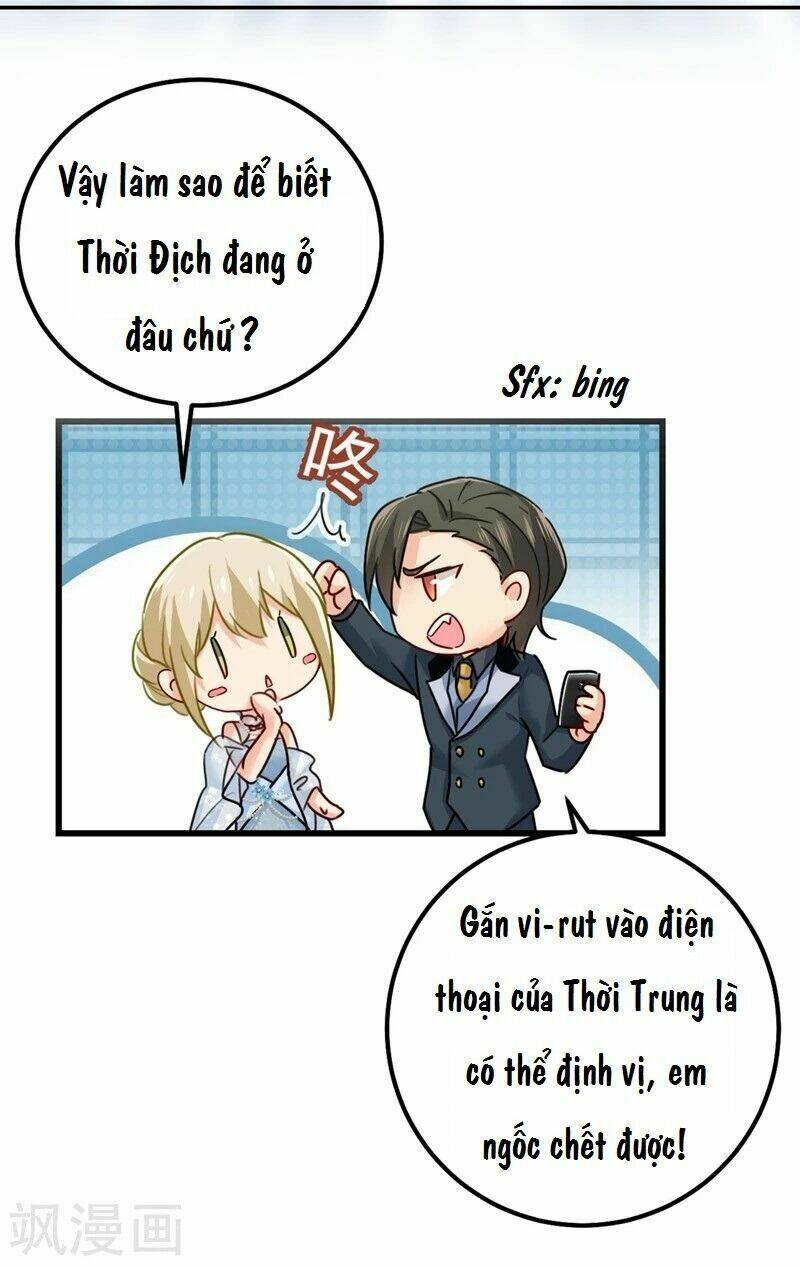 Vậy làm sao để biết
Thời Địch đang ở
đâu chứ?
Sfx: bing
咚
Gắn vi-rut vào điện
thoại của Thời Trung là
có thể định vị, em
ngốc chết được!
飒漫画